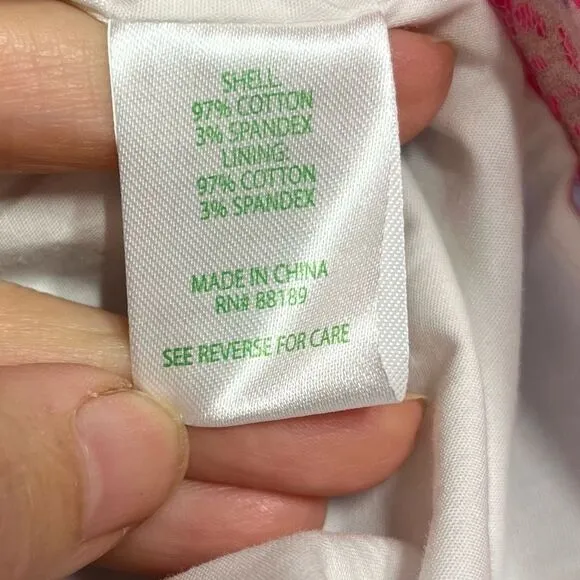 SHELL:
97% COTTON
3% SPANDEX
LINING:
97% COTTON
3% SPANDEX
MADE IN CHINA
RN# 88189
SEE REVERSE FOR CARE